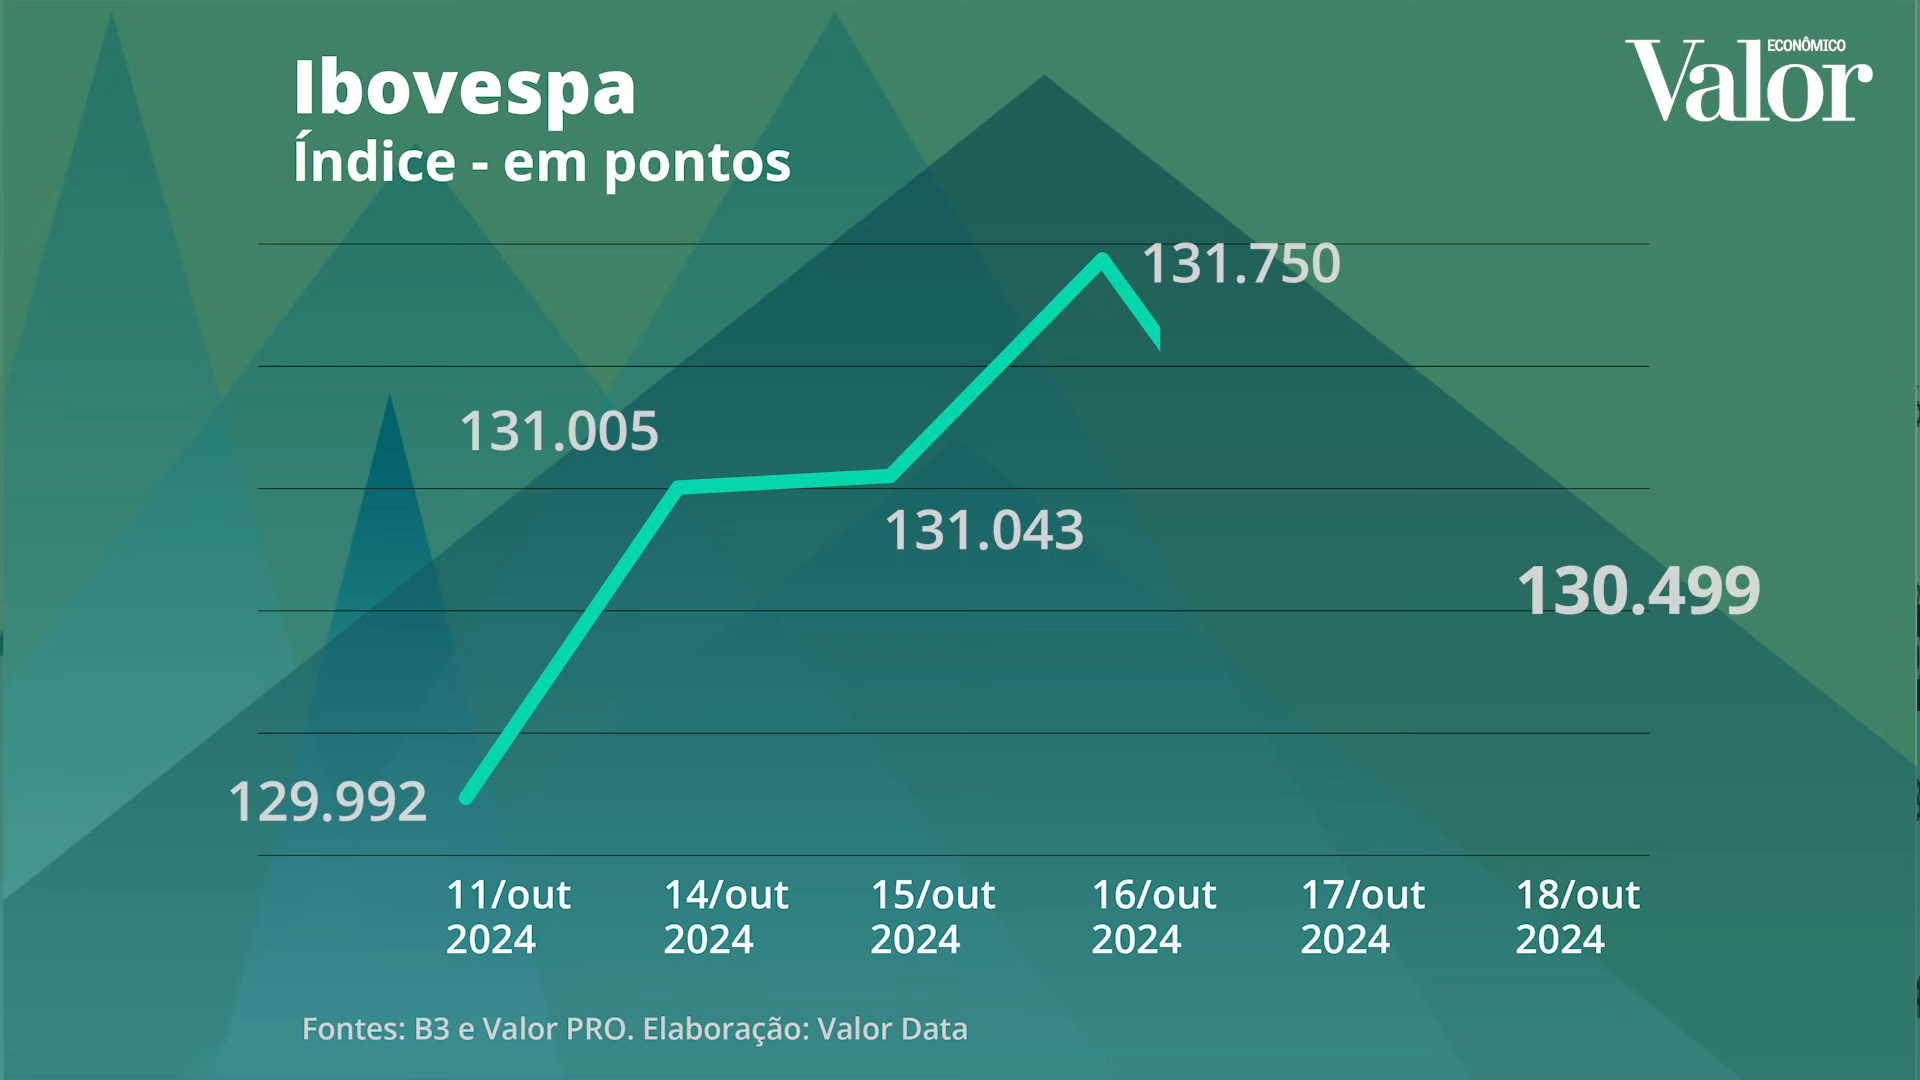 Ibovespa
Índice - em pontos
ECONÔMICO
Valor
131.750
131.005
131.043
130.499
129.992
11/out
2024
14/out
2024
15/out
2024
16/out
2024
17/out
2024
18/out
2024
Fontes: B3 e Valor PRO. Elaboração: Valor Data